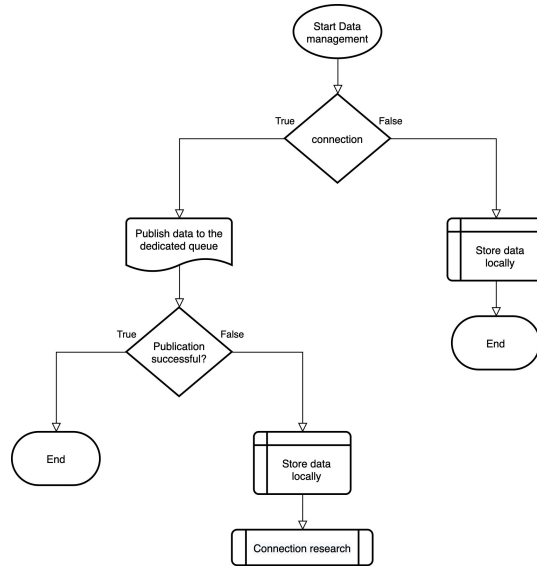 Start Data
management
True
False
connection
Publish data to the
dedicated queue
Store data
locally
True
False
Publication
successful?
End
End
Store data
locally
Connection research